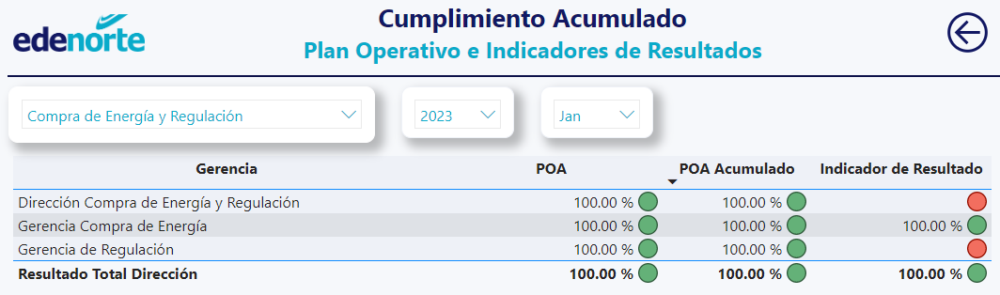 edenorte
Cumplimiento Acumulado
Plan Operativo e Indicadores de Resultados
Compra de Energía y Regulación
2023
Jan
Gerencia POA POA Acumulado Indicador de Resultado
Dirección Compra de Energía y Regulación 100.00 % 100.00 %
Gerencia Compra de Energía 100.00 % 100.00 % 100.00 %
Gerencia de Regulación 100.00 % 100.00 %
Resultado Total Dirección 100.00 % 100.00 % 100.00 %